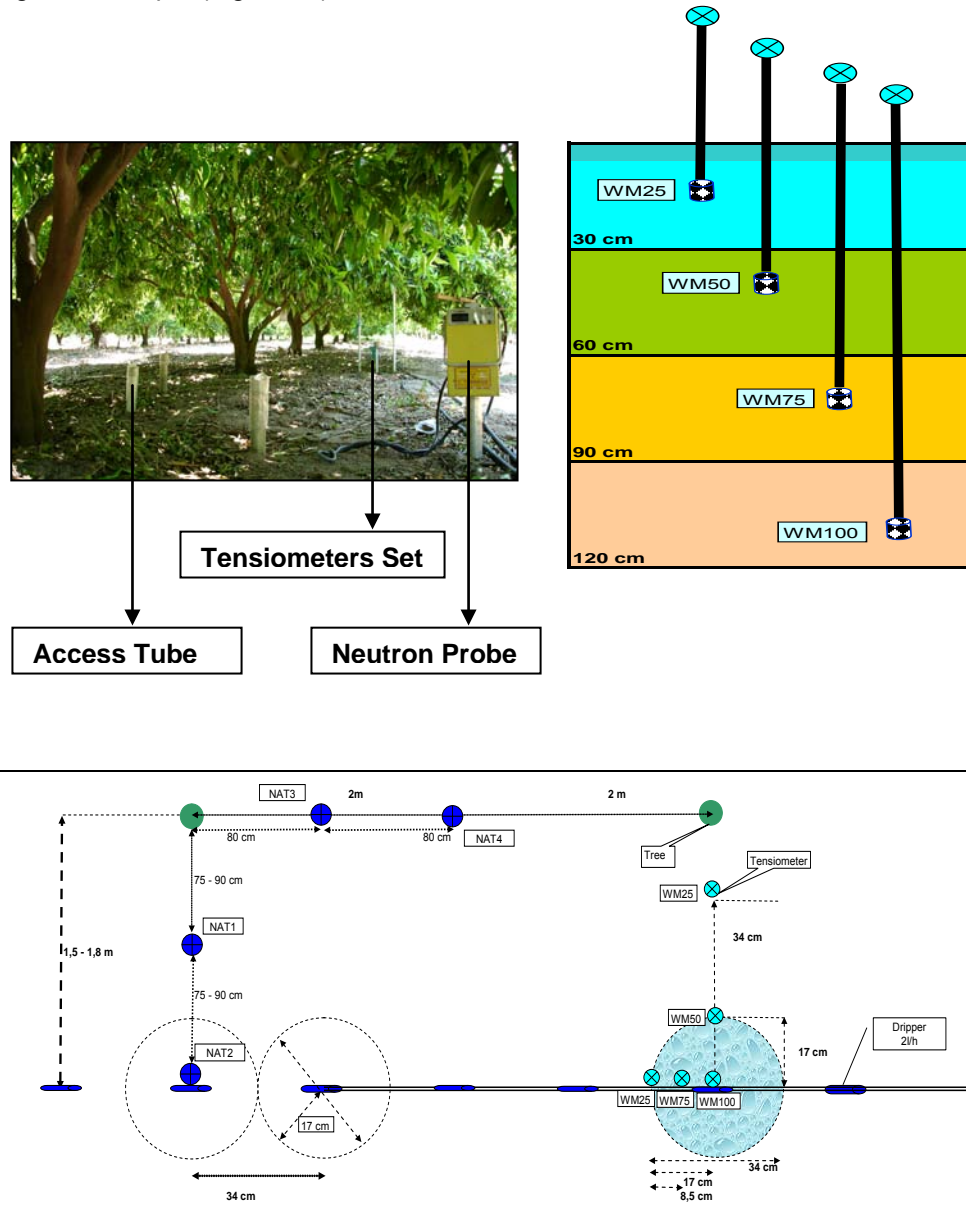 WM25
30 cm
WM50
60 cm
WM75
90 cm
WM100
120 cm
Tensiometers Set
Access Tube
Neutron Probe
NAT3
2m
2 m
80 cm
80 cm
NAT4
Tree
Tensiometer
WM25
75 - 90 cm
NAT1
34 cm
1,5 - 1,8 m
75 - 90 cm
WM50
Dripper
2l/h
NAT2
17 cm
WM25
WM75
WM100
17 cm
34 cm
17 cm
8,5 cm
34 cm